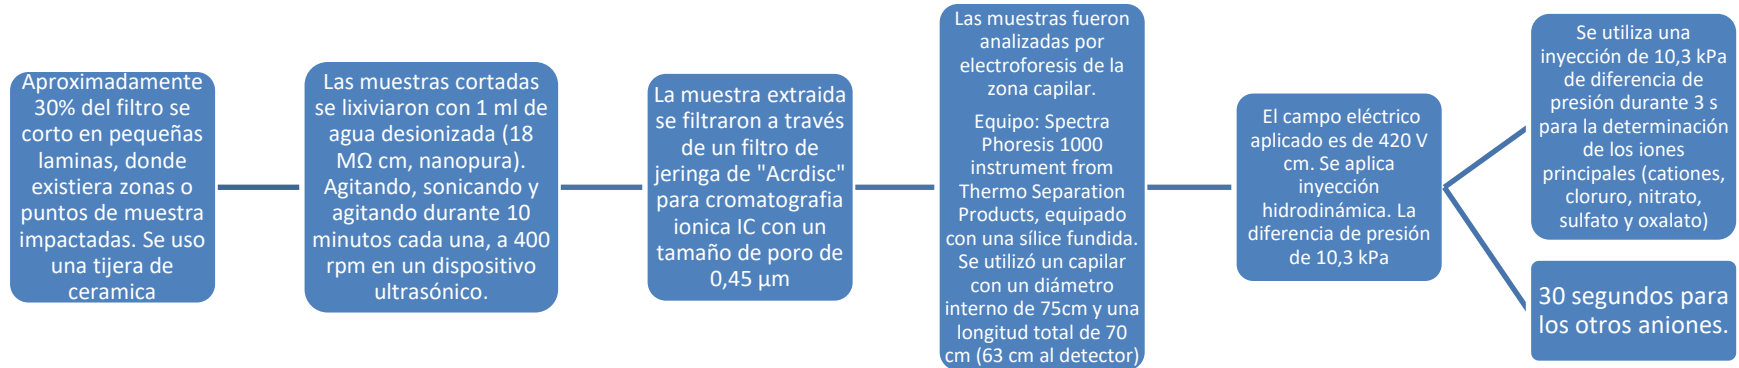 Aproximadamente
30% del filtro se
corto en pequeñas
laminas, donde
existiera zonas o
puntos de muestra
impactadas. Se uso
una tijera de
ceramica
Las muestras cortadas
se lixiviaron con 1 ml de
agua desionizada (18
MΩ cm, nanopura).
Agitando, sonicando y
agitando durante 10
minutos cada una, a 400
rpm en un dispositivo
ultrasónico.
La muestra extraida
se filtraron a través
de un filtro de
jeringa de "Acrdisc"
para cromatografia
ionica IC con un
tamaño de poro de
0,45 µm
Las muestras fueron
analizadas por
electroforesis de la
zona capilar.
Equipo: Spectra
Phoresis 1000
instrument from
Thermo Separation
Products, equipado
con una sílice fundida.
Se utilizó un capilar
con un diámetro
interno de 75cm y una
longitud total de 70
cm (63 cm al detector)
El campo eléctrico
aplicado es de 420 V
cm. Se aplica
inyección
hidrodinámica. La
diferencia de presión
de 10,3 kPa
Se utiliza una
inyección de 10,3 kPa
de diferencia de
presión durante 3 s
para la determinación
de los iones
principales (cationes,
cloruro, nitrato,
sulfato y oxalato)
30 segundos para
los otros aniones.